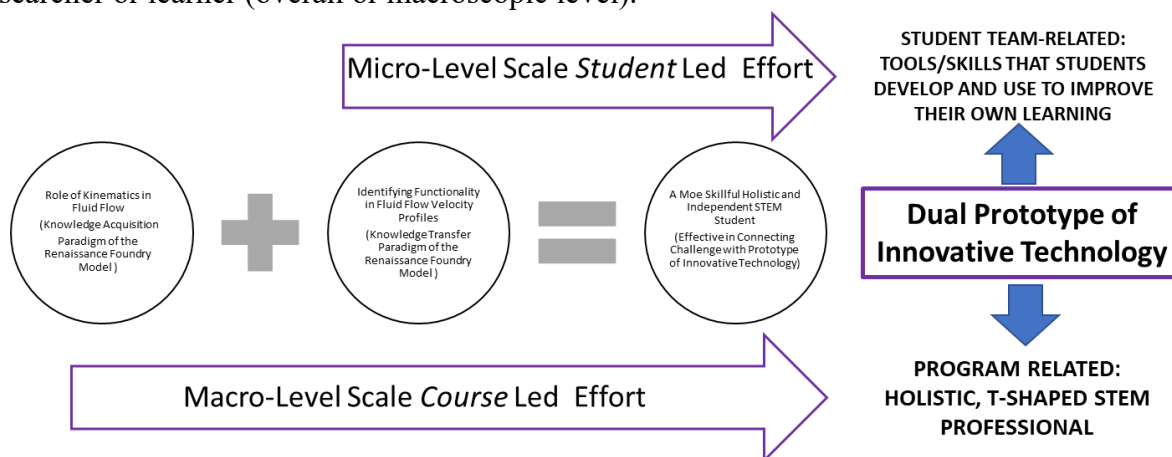 searcher or learner (overall or macroscopic level).
Micro-Level Scale Student Led Effort
STUDENT TEAM-RELATED:
TOOLS/SKILLS THAT STUDENTS
DEVELOP AND USE TO IMPROVE
THEIR OWN LEARNING
Role of Kinematics in
Fluid Flow
(Knowledge Acquisition
Paradigm of the
Renaissance Foundry
Model )
Identifying Functionality
in Fluid Flow Velocity
Profiles
(Knowledge Transfer
Paradigm of the
Renaissance Foundry
Model )
A Moe Skillful Holistic and
Independent STEM
Student
(Effective in Connecting
Challenge with Prototype
of Innovative Technology)
Dual Prototype of
Innovative Technology
Macro-Level Scale Course Led Effort
PROGRAM RELATED:
HOLISTIC, T-SHAPED STEM
PROFESSIONAL